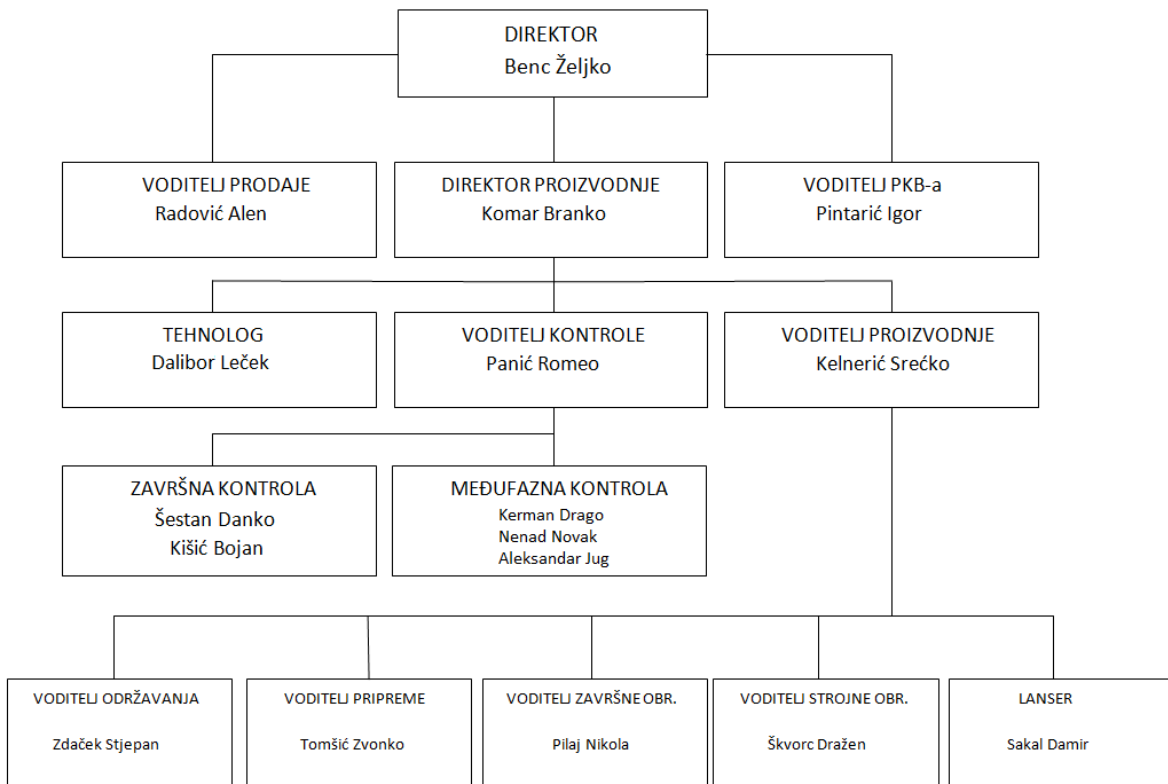 DIREKTOR
Benc Željko
VODITELJ PRODAJE
Radović Alen
DIREKTOR PROIZVODNJE
Komar Branko
VODITELJ PKB-a
Pintarić Igor
TEHNOLOG
Dalibor Leček
VODITELJ KONTROLE
Panić Romeo
VODITELJ PROIZVODNJE
Kelnerić Srećko
ZAVRŠNA KONTROLA
Šestan Danko
Kišić Bojan
MEĐUFAZNA KONTROLA
Kerman Drago
Nenad Novak
Aleksandar Jug
VODITELJ ODRŽAVANJA
Zdaček Stjepan
VODITELJ PRIPREME
Tomšić Zvonko
VODITELJ ZAVRŠNE OBR.
Pilaj Nikola
VODITELJ STROJNE OBR.
Škvorc Dražen
LANSER
Sakal Damir